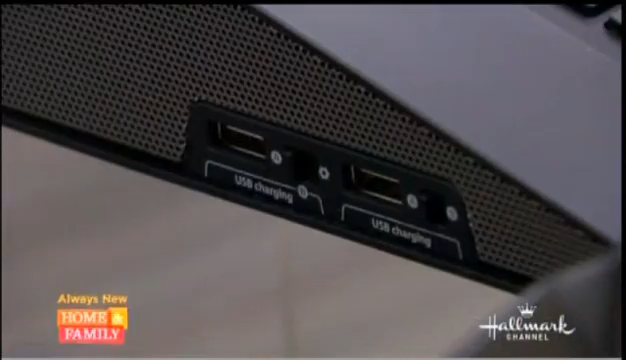 USB charging
USB charging
Always New
HOME &
FAMILY
Hallmark
CHANNEL